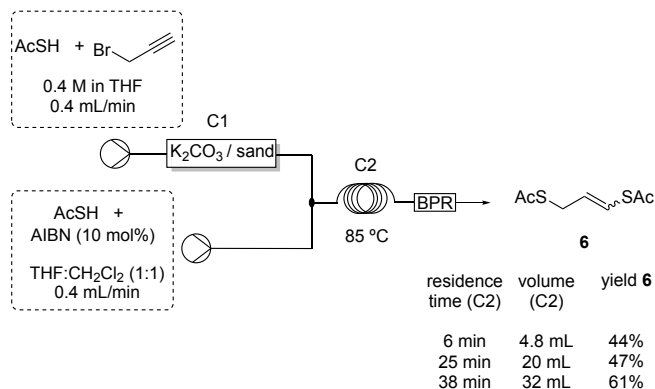 AcSH + Br
0.4 M in THF
0.4 mL/min
C1
K₂CO₃ / sand
C2
BPR
85 ºC
AcSH +
AIBN (10 mol%)
THF:CH₂Cl₂ (1:1)
0.4 mL/min
AcS SAc
6
residence time (C2) volume (C2) yield 6
6 min 4.8 mL 44%
25 min 20 mL 47%
38 min 32 mL 61%